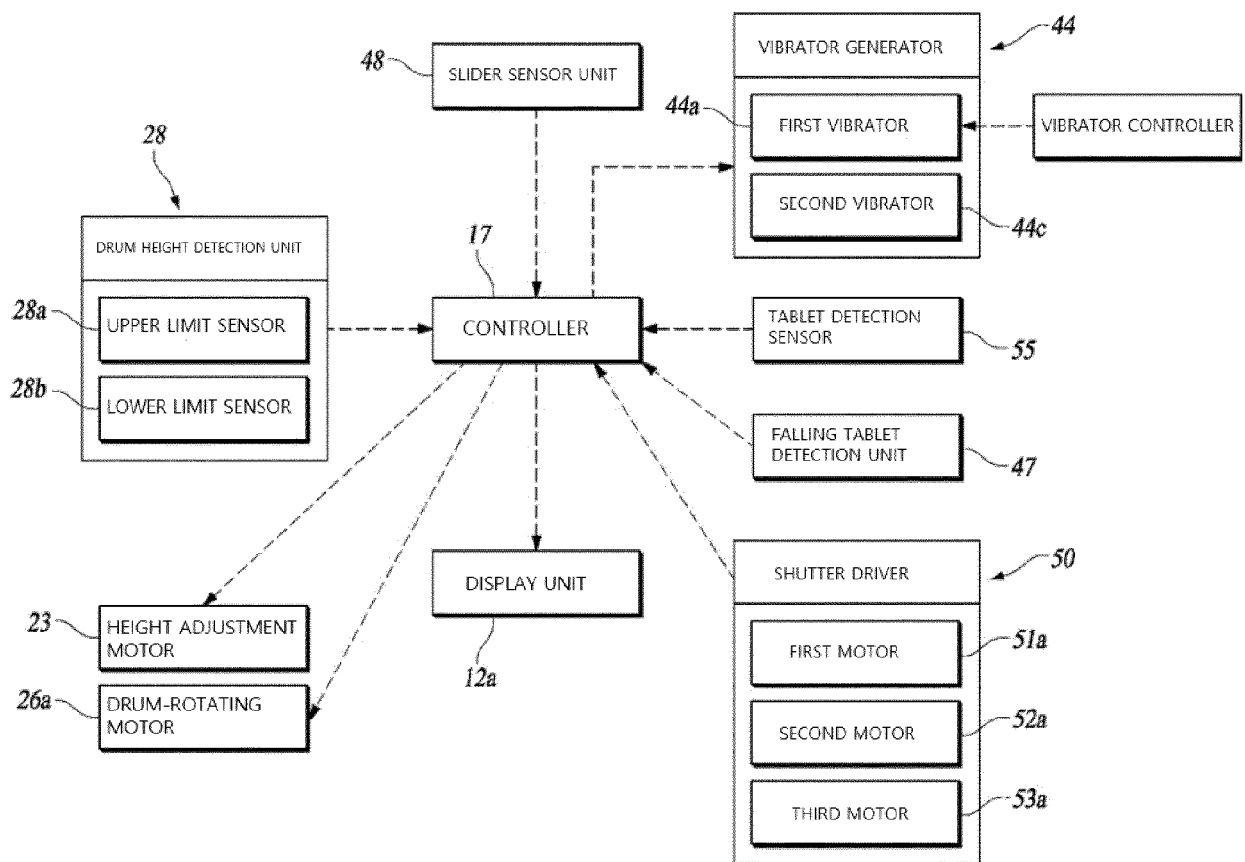 VIBRATOR GENERATOR
44
48
SLIDER SENSOR UNIT
44a
FIRST VIBRATOR
VIBRATOR CONTROLLER
28
SECOND VIBRATOR
44c
DRUM HEIGHT DETECTION UNIT
17
28a
UPPER LIMIT SENSOR
CONTROLLER
TABLET DETECTION
SENSOR
55
28b
LOWER LIMIT SENSOR
FALLING TABLET
DETECTION UNIT
47
SHUTTER DRIVER
50
DISPLAY UNIT
12a
23
HEIGHT ADJUSTMENT
MOTOR
26a
DRUM-ROTATING
MOTOR
FIRST MOTOR
51a
SECOND MOTOR
52a
THIRD MOTOR
53a